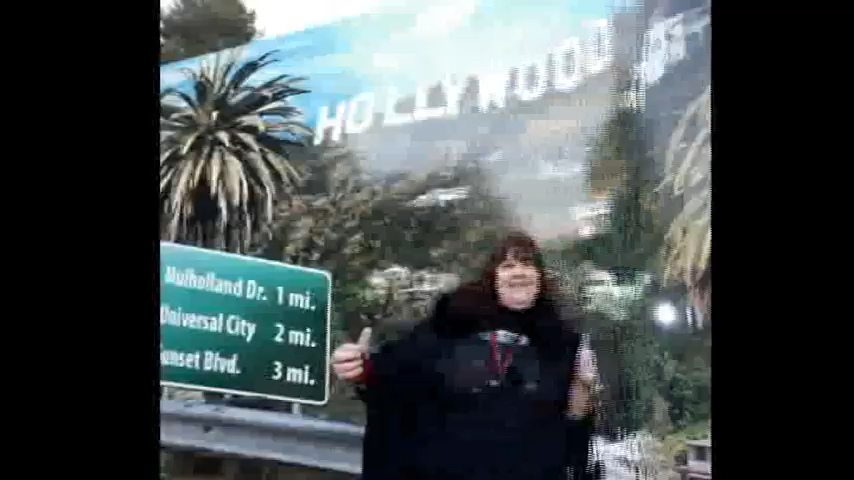 HOLLYWOOD
Mulholland Dr. 1 mi.
Universal City 2 mi.
Sunset Blvd. 3 mi.